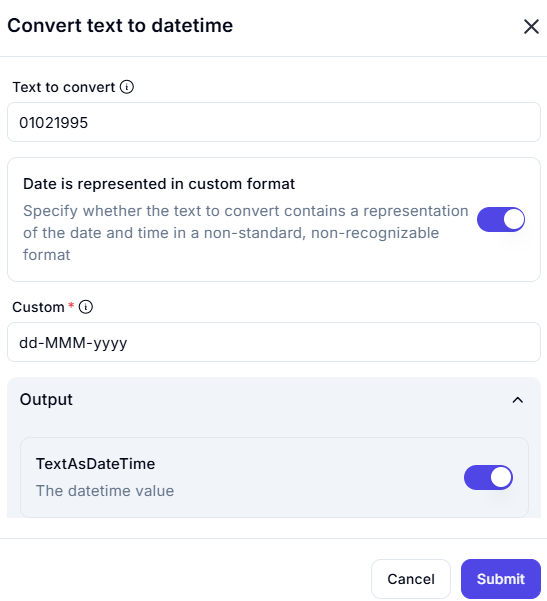 Convert text to datetime
Text to convert
01021995
Date is represented in custom format
Specify whether the text to convert contains a representation
of the date and time in a non-standard, non-recognizable
format
Custom *
dd-MMM-yyyy
Output
TextAsDateTime
The datetime value
Cancel
Submit